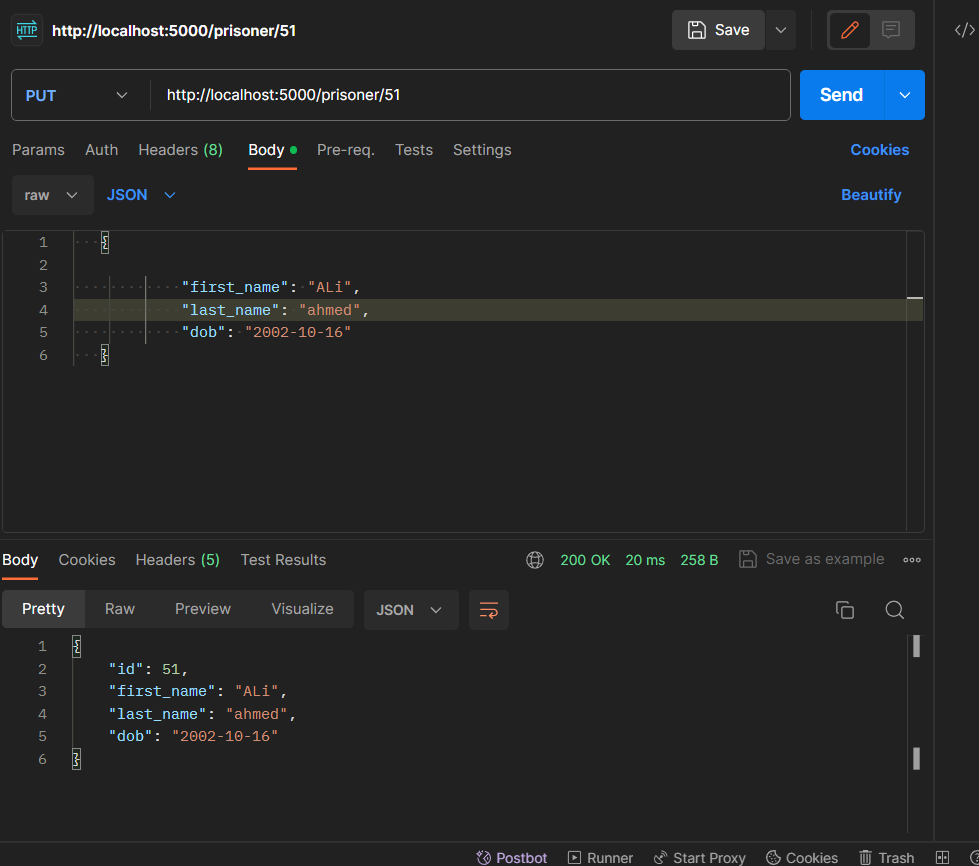 HTTP http://localhost:5000/prisoner/51 Save </>
PUT http://localhost:5000/prisoner/51 Send
Params Auth Headers (8) Body Pre-req. Tests Settings Cookies
raw JSON Beautify
1 {
2
3 "first_name": "ALi",
4 "last_name": "ahmed",
5 "dob": "2002-10-16"
6 }
Body Cookies Headers (5) Test Results 200 OK 20 ms 258 B Save as example
Pretty Raw Preview Visualize JSON
1 {
2 "id": 51,
3 "first_name": "ALi",
4 "last_name": "ahmed",
5 "dob": "2002-10-16"
6 }
Postbot Runner Start Proxy Cookies Trash